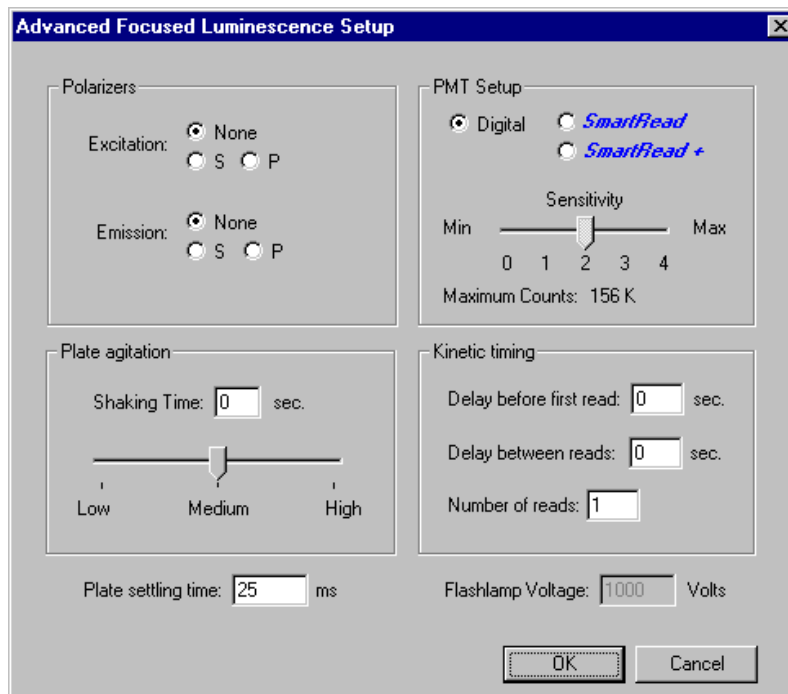 Advanced Focused Luminescence Setup
Polarizers
Excitation:
None
S
P
Emission:
None
S
P
PMT Setup
Digital
SmartRead
SmartRead +
Sensitivity
Min
Max
0 1 2 3 4
Maximum Counts: 156 K
Plate agitation
Shaking Time: 0 sec.
Low Medium High
Kinetic timing
Delay before first read: 0 sec.
Delay between reads: 0 sec.
Number of reads: 1
Plate settling time: 25 ms
Flashlamp Voltage: 1000 Volts
OK
Cancel